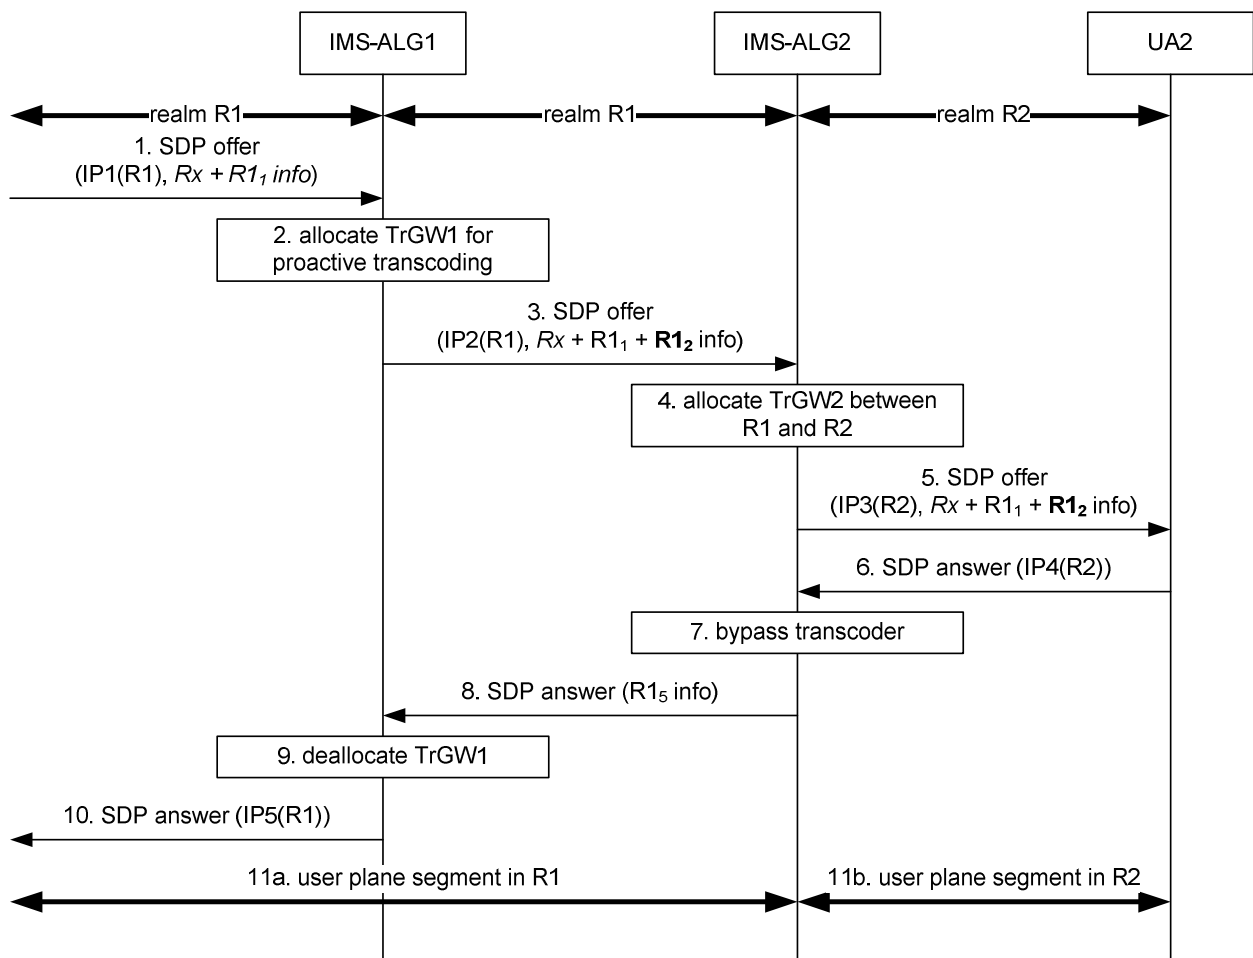 IMS-ALG1
IMS-ALG2
UA2
realm R1
realm R1
realm R2
1. SDP offer
(IP1(R1), Rx + R1₁ info)
2. allocate TrGW1 for
proactive transcoding
3. SDP offer
(IP2(R1), Rx + R1₁ + R1₂ info)
4. allocate TrGW2 between
R1 and R2
5. SDP offer
(IP3(R2), Rx + R1₁ + R1₂ info)
6. SDP answer (IP4(R2))
7. bypass transcoder
8. SDP answer (R1₅ info)
9. deallocate TrGW1
10. SDP answer (IP5(R1))
11a. user plane segment in R1
11b. user plane segment in R2